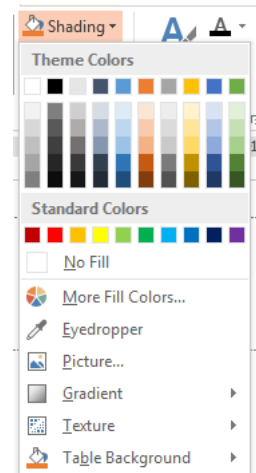 Shading A A
Theme Colors
Standard Colors
No Fill
More Fill Colors...
Eyedropper
Picture...
Gradient
Texture
Table Background